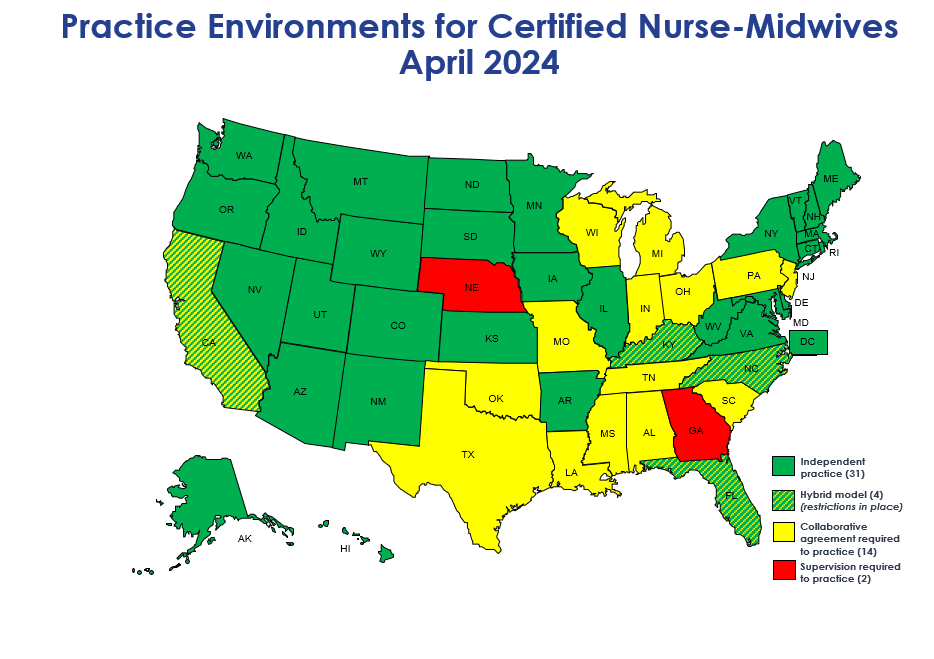 Practice Environments for Certified Nurse-Midwives
April 2024
WA
MT
ND
MN
ME
VT
NH
OR
ID
SD
WI
MI
NY
MA
CT
RI
WY
NE
IA
PA
NJ
NV
UT
CO
IL
IN
OH
DE
MD
CA
KS
MO
KY
WV
VA
DC
AZ
NM
OK
AR
TN
NC
TX
LA
MS
AL
GA
SC
FL
AK
HI
Independent
practice (31)
Hybrid model (4)
(restrictions in place)
Collaborative
agreement required
to practice (14)
Supervision required
to practice (2)